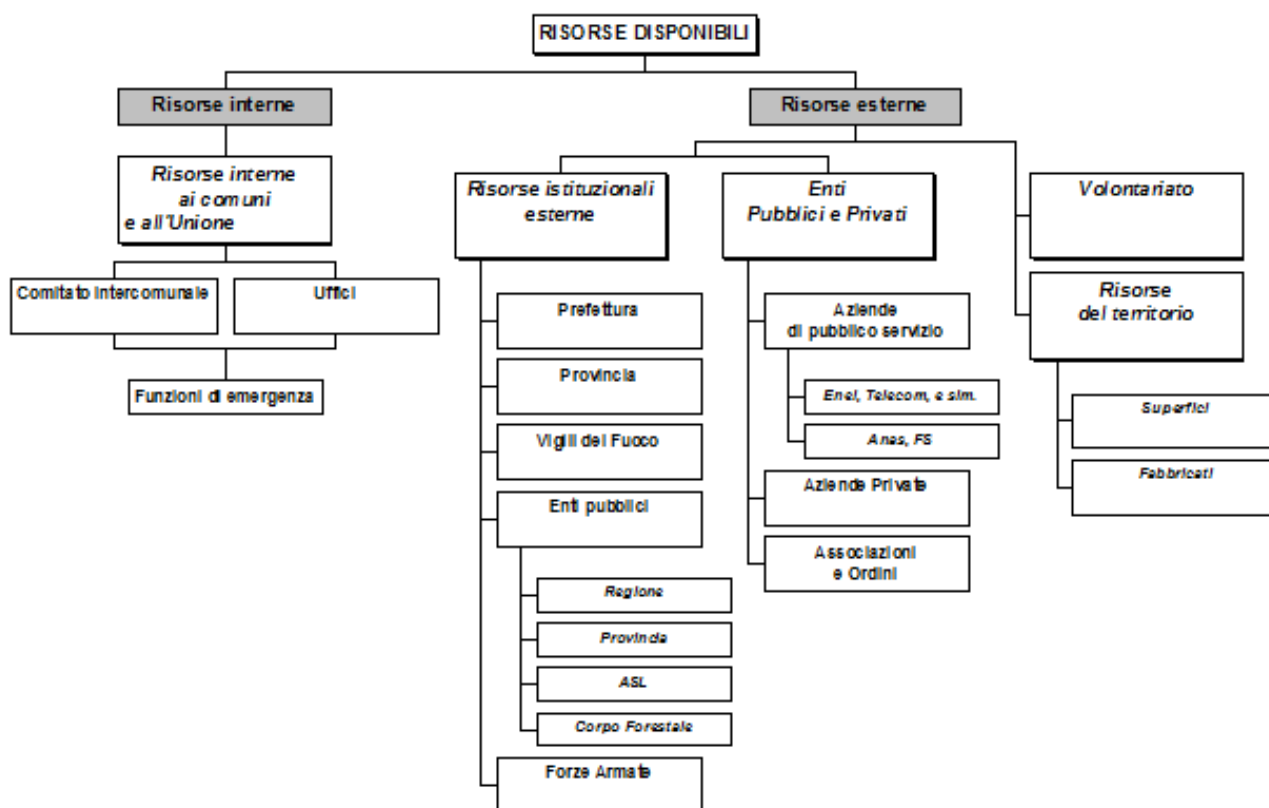 RISORSE DISPONIBILI
Risorse interne
Risorse interne
ai comuni
e all'Unione
Comitato intercomunale
Uffici
Funzioni di emergenza
Risorse esterne
Risorse istituzionali
esterne
Prefettura
Provincia
Vigili del Fuoco
Enti pubblici
Regione
Provincia
ASL
Corpo Forestale
Forze Armate
Enti
Pubblici e Privati
Aziende
di pubblico servizio
Enel, Telecom, e sim.
Anas, FS
Aziende Private
Associazioni
e Ordini
Volontariato
Risorse
del territorio
Superfici
Fabbricati